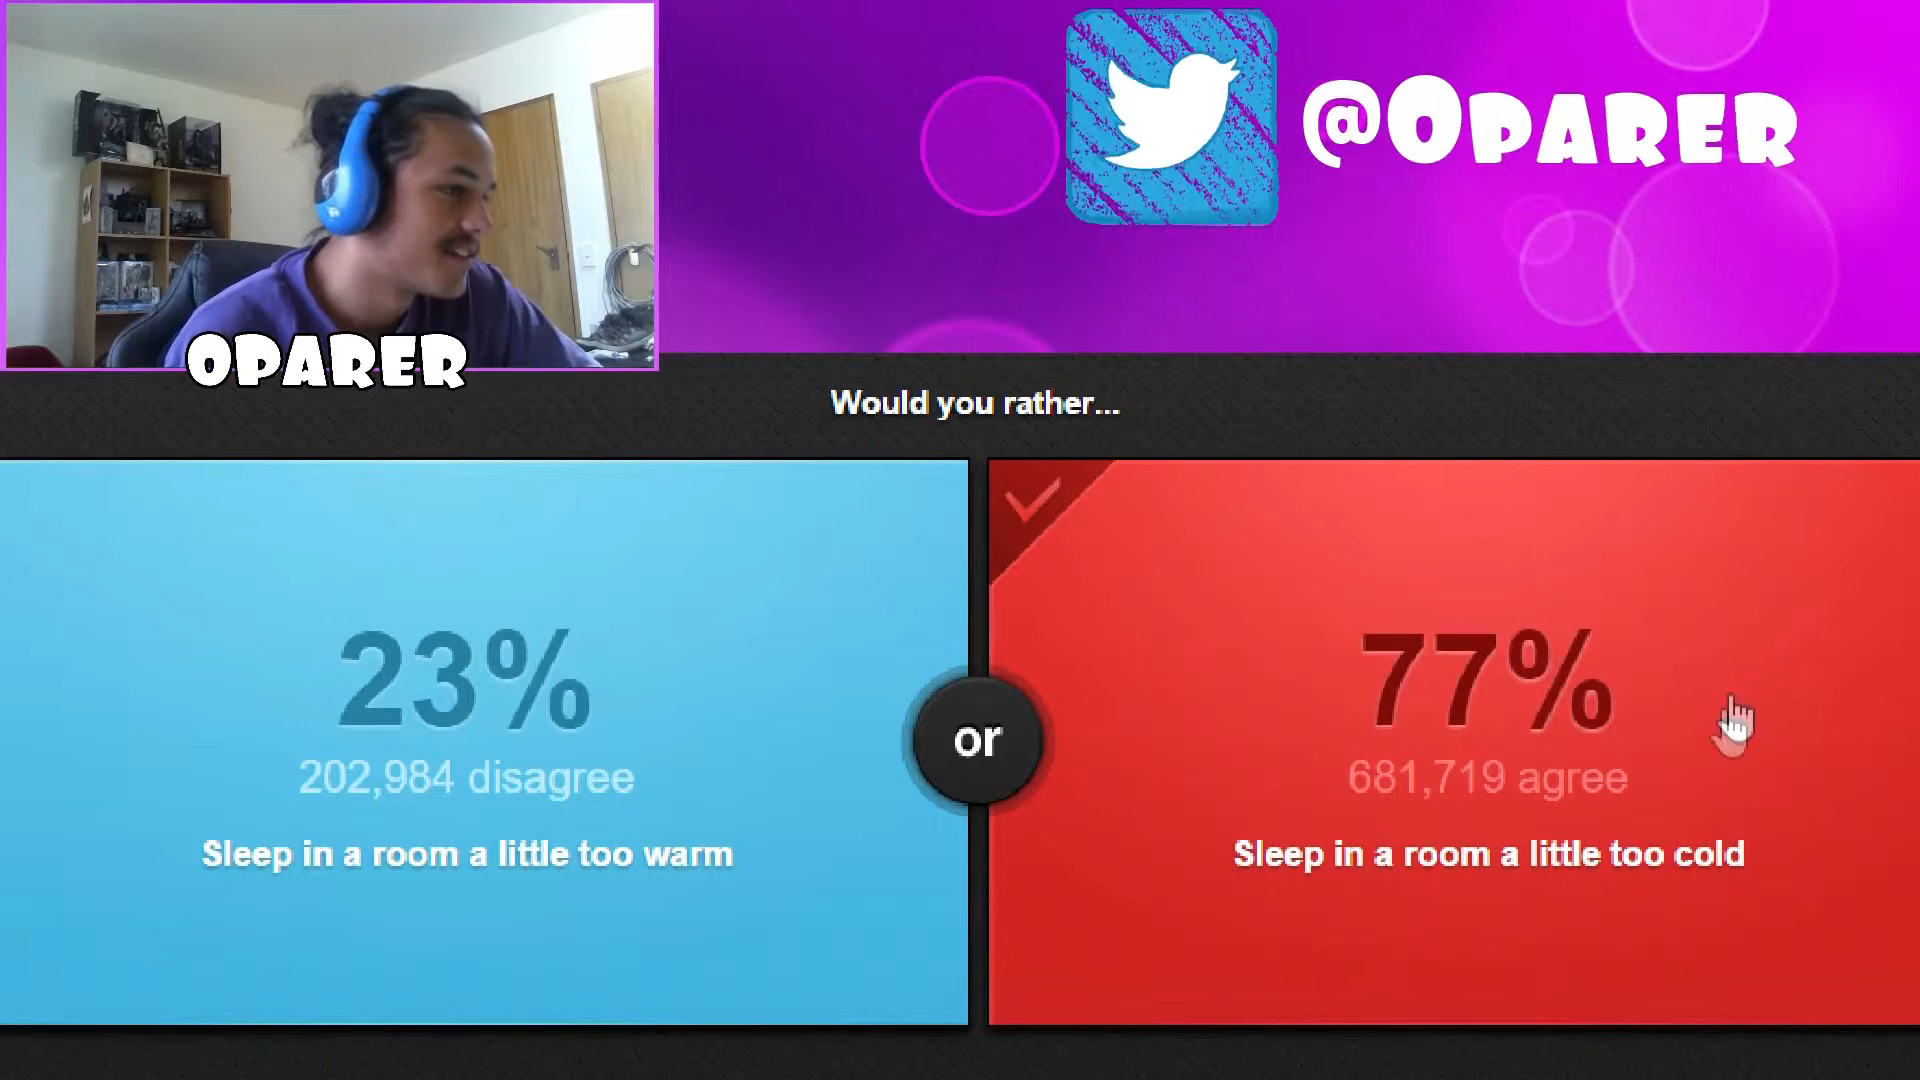 @OPARER
OPARER
Would you rather...
23%
202,984 disagree
Sleep in a room a little too warm
or
77%
681,719 agree
Sleep in a room a little too cold